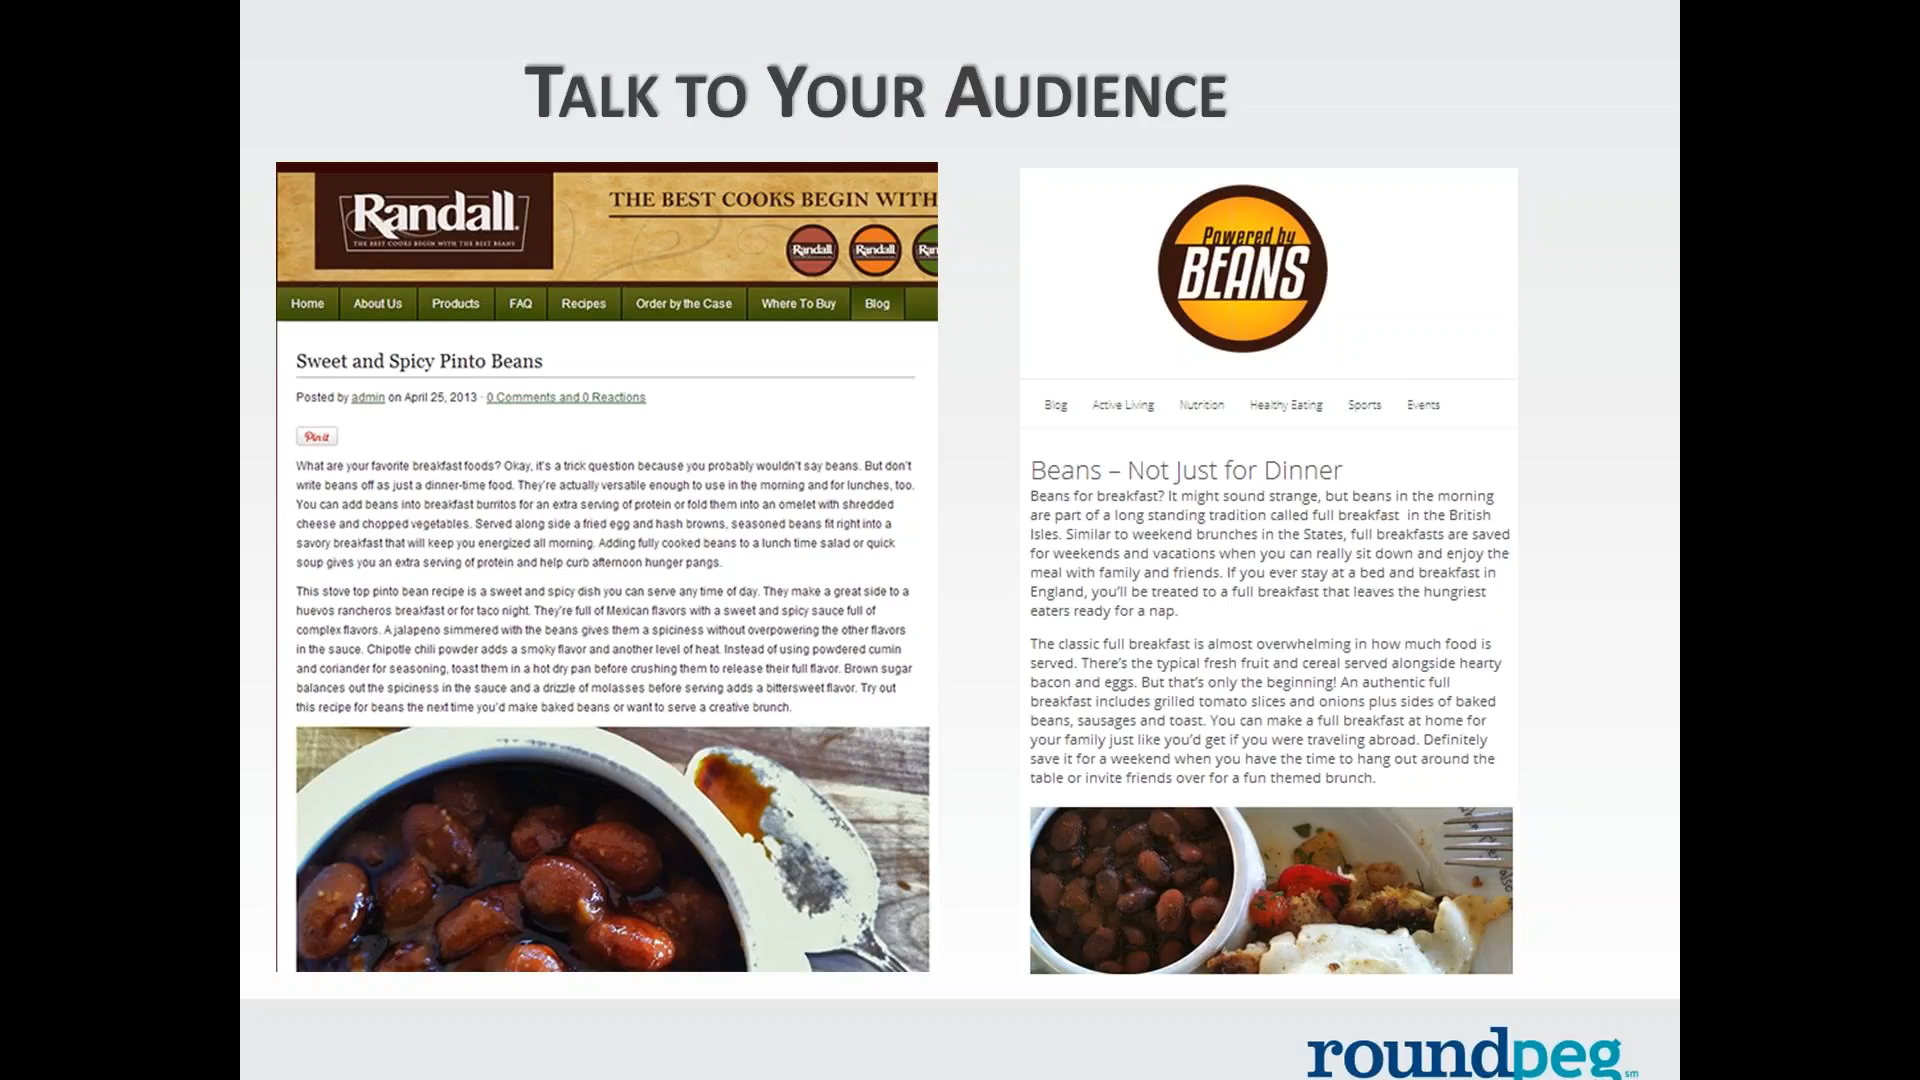 TALK TO YOUR AUDIENCE
Randall.
THE BEST COOKS BEGIN WITH THE BEST BEANS
THE BEST COOKS BEGIN WITH
Randall Randall Ran
Home About Us Products FAQ Recipes Order by the Case Where To Buy Blog
Sweet and Spicy Pinto Beans
Posted by admin on April 25, 2013 · 0 Comments and 0 Reactions
Pin it
What are your favorite breakfast foods? Okay, it's a trick question because you probably wouldn't say beans. But don't
write beans off as just a dinner-time food. They're actually versatile enough to use in the morning and for lunches, too.
You can add beans into breakfast burritos for an extra serving of protein or fold them into an omelet with shredded
cheese and chopped vegetables. Served along side a fried egg and hash browns, seasoned beans fit right into a
savory breakfast that will keep you energized all morning. Adding fully cooked beans to a lunch time salad or quick
soup gives you an extra serving of protein and help curb afternoon hunger pangs.
This stove top pinto bean recipe is a sweet and spicy dish you can serve any time of day. They make a great side to a
huevos rancheros breakfast or for taco night. They're full of Mexican flavors with a sweet and spicy sauce full of
complex flavors. A jalapeno simmered with the beans gives them a spiciness without overpowering the other flavors
in the sauce. Chipotle chili powder adds a smoky flavor and another level of heat. Instead of using powdered cumin
and coriander for seasoning, toast them in a hot dry pan before crushing them to release their full flavor. Brown sugar
balances out the spiciness in the sauce and a drizzle of molasses before serving adds a bittersweet flavor. Try out
this recipe for beans the next time you'd make baked beans or want to serve a creative brunch.
Powered by
BEANS
Blog Active Living Nutrition Healthy Eating Sports Events
Beans – Not Just for Dinner
Beans for breakfast? It might sound strange, but beans in the morning
are part of a long standing tradition called full breakfast in the British
Isles. Similar to weekend brunches in the States, full breakfasts are saved
for weekends and vacations when you can really sit down and enjoy the
meal with family and friends. If you ever stay at a bed and breakfast in
England, you'll be treated to a full breakfast that leaves the hungriest
eaters ready for a nap.
The classic full breakfast is almost overwhelming in how much food is
served. There's the typical fresh fruit and cereal served alongside hearty
bacon and eggs. But that's only the beginning! An authentic full
breakfast includes grilled tomato slices and onions plus sides of baked
beans, sausages and toast. You can make a full breakfast at home for
your family just like you'd get if you were traveling abroad. Definitely
save it for a weekend when you have the time to hang out around the
table or invite friends over for a fun themed brunch.
roundpeg sm